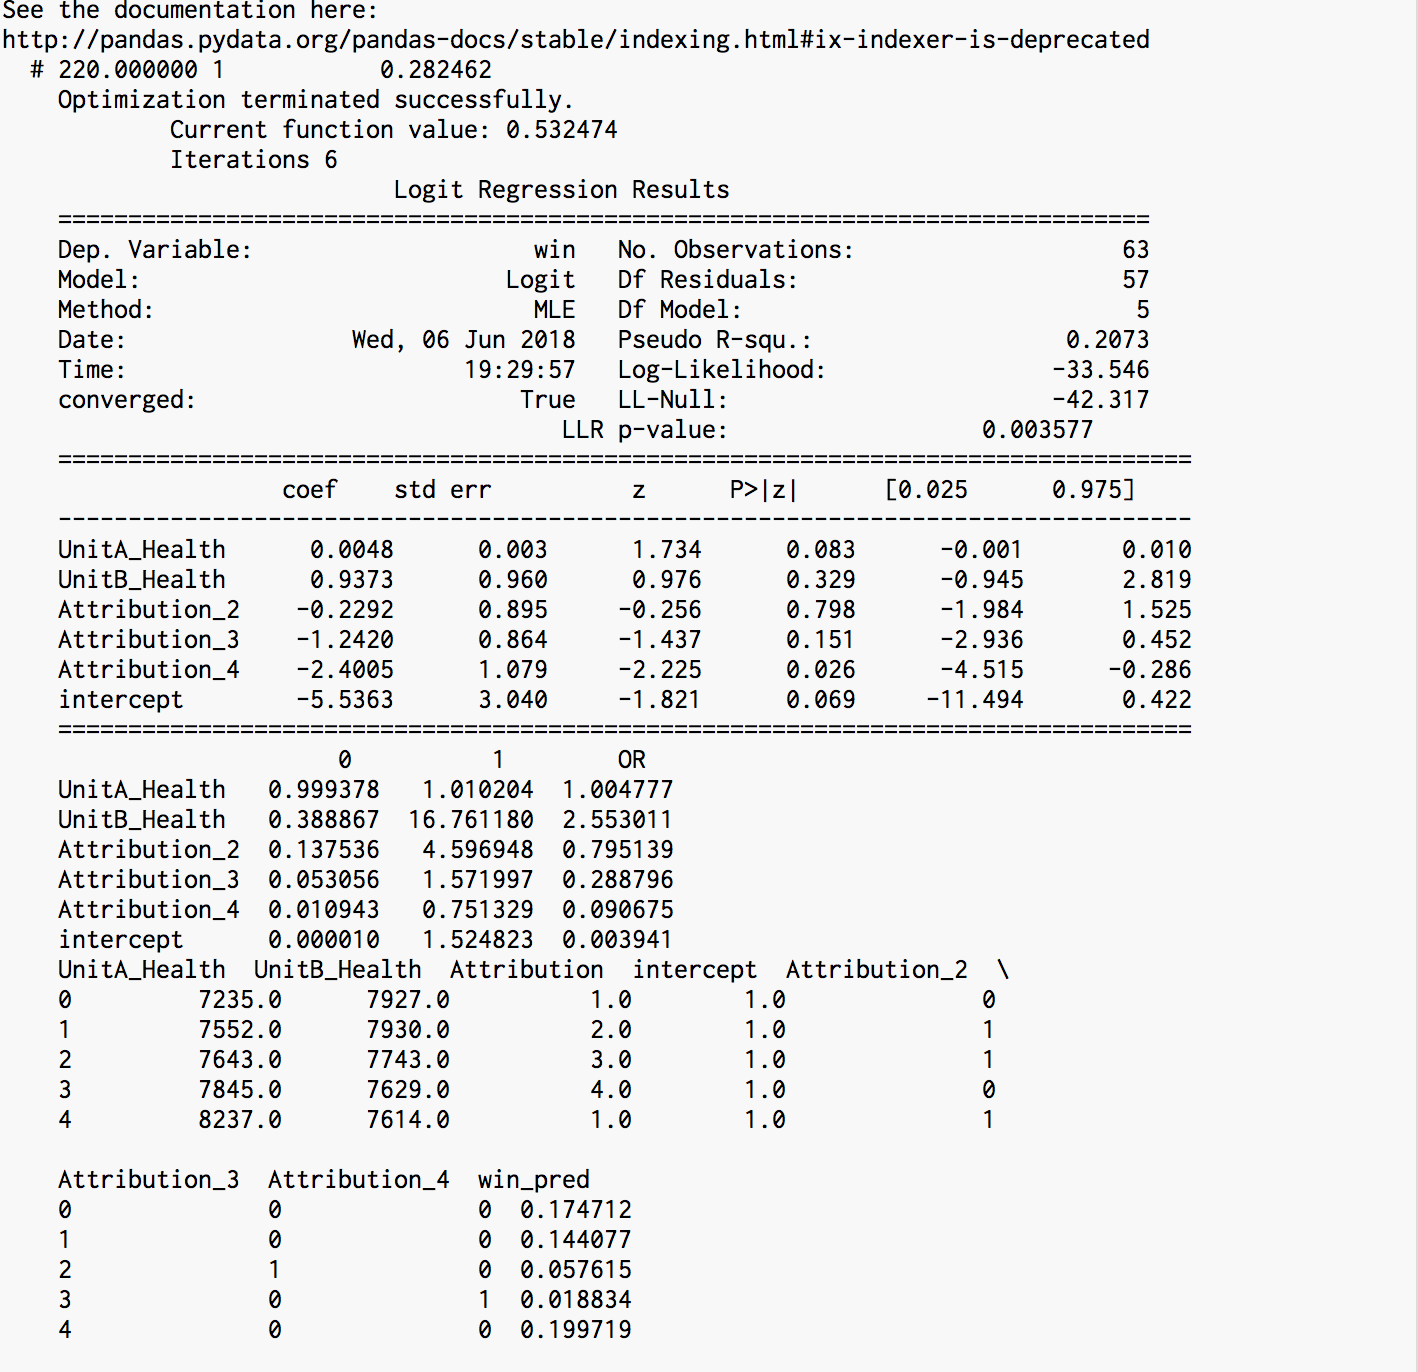 See the documentation here:
http://pandas.pydata.org/pandas-docs/stable/indexing.html#ix-indexer-is-deprecated
  # 220.000000 1           0.282462
    Optimization terminated successfully.
            Current function value: 0.532474
            Iterations 6
                            Logit Regression Results
    ==============================================================================
    Dep. Variable:                    win   No. Observations:                   63
    Model:                          Logit   Df Residuals:                       57
    Method:                           MLE   Df Model:                            5
    Date:                Wed, 06 Jun 2018   Pseudo R-squ.:                  0.2073
    Time:                        19:29:57   Log-Likelihood:                -33.546
    converged:                       True   LL-Null:                       -42.317
                                        LLR p-value:                  0.003577
    =================================================================================
                    coef    std err          z      P>|z|      [0.025      0.975]
    ---------------------------------------------------------------------------------
    UnitA_Health      0.0048      0.003      1.734      0.083      -0.001       0.010
    UnitB_Health      0.9373      0.960      0.976      0.329      -0.945       2.819
    Attribution_2    -0.2292      0.895     -0.256      0.798      -1.984       1.525
    Attribution_3    -1.2420      0.864     -1.437      0.151      -2.936       0.452
    Attribution_4    -2.4005      1.079     -2.225      0.026      -4.515      -0.286
    intercept        -5.5363      3.040     -1.821      0.069     -11.494       0.422
    =================================================================================
                        0          1        OR
    UnitA_Health   0.999378   1.010204  1.004777
    UnitB_Health   0.388867  16.761180  2.553011
    Attribution_2  0.137536   4.596948  0.795139
    Attribution_3  0.053056   1.571997  0.288796
    Attribution_4  0.010943   0.751329  0.090675
    intercept      0.000010   1.524823  0.003941
    UnitA_Health  UnitB_Health  Attribution  intercept  Attribution_2  \
    0         7235.0      7927.0          1.0        1.0              0
    1         7552.0      7930.0          2.0        1.0              1
    2         7643.0      7743.0          3.0        1.0              1
    3         7845.0      7629.0          4.0        1.0              0
    4         8237.0      7614.0          1.0        1.0              1
    Attribution_3  Attribution_4  win_pred
    0              0              0  0.174712
    1              0              0  0.144077
    2              1              0  0.057615
    3              0              1  0.018834
    4              0              0  0.199719